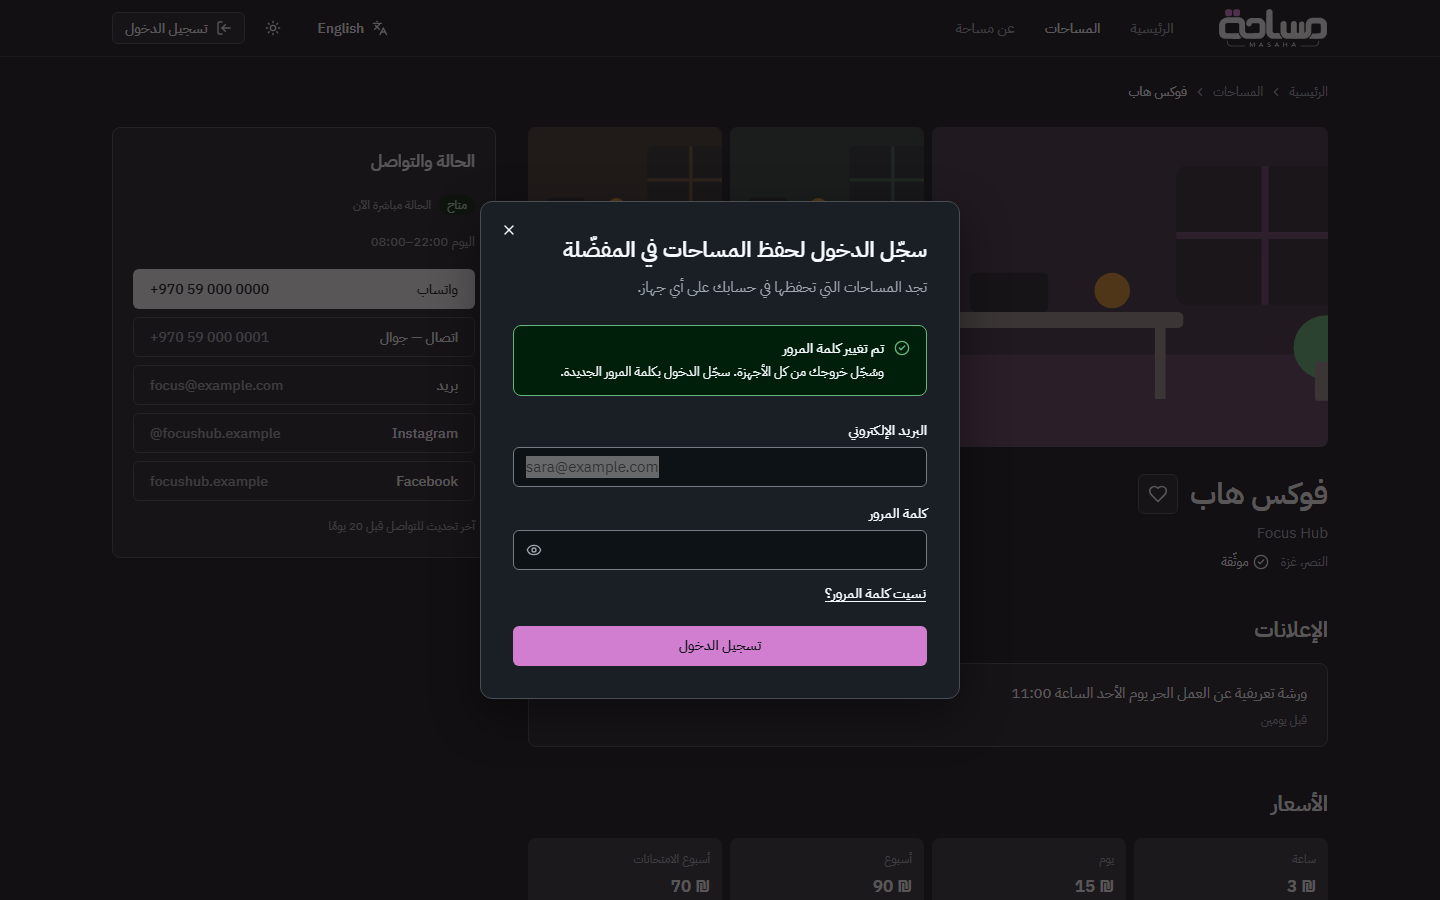 مساحة
MASAHA
الرئيسية
المساحات
عن مساحة
English
تسجيل الدخول
الرئيسية
المساحات
فوكس هاب
الحالة والتواصل
متاح
الحالة مباشرة الآن
اليوم 08:00–22:00
واتساب +970 59 000 0000
اتصال — جوال +970 59 000 0001
بريد focus@example.com
Instagram @focushub.example
Facebook focushub.example
آخر تحديث للتواصل قبل 20 يومًا
سجّل الدخول لحفظ المساحات في المفضّلة
تجد المساحات التي تحفظها في حسابك على أي جهاز.
تم تغيير كلمة المرور
وسُجّل خروجك من كل الأجهزة. سجّل الدخول بكلمة المرور الجديدة.
البريد الإلكتروني
sara@example.com
كلمة المرور
نسيت كلمة المرور؟
تسجيل الدخول
فوكس هاب
Focus Hub
النصر، غزة
موثّقة
الإعلانات
ورشة تعريفية عن العمل الحر يوم الأحد الساعة 11:00
قبل يومين
الأسعار
ساعة
3 ₪
يوم
15 ₪
أسبوع
90 ₪
أسبوع الامتحانات
70 ₪